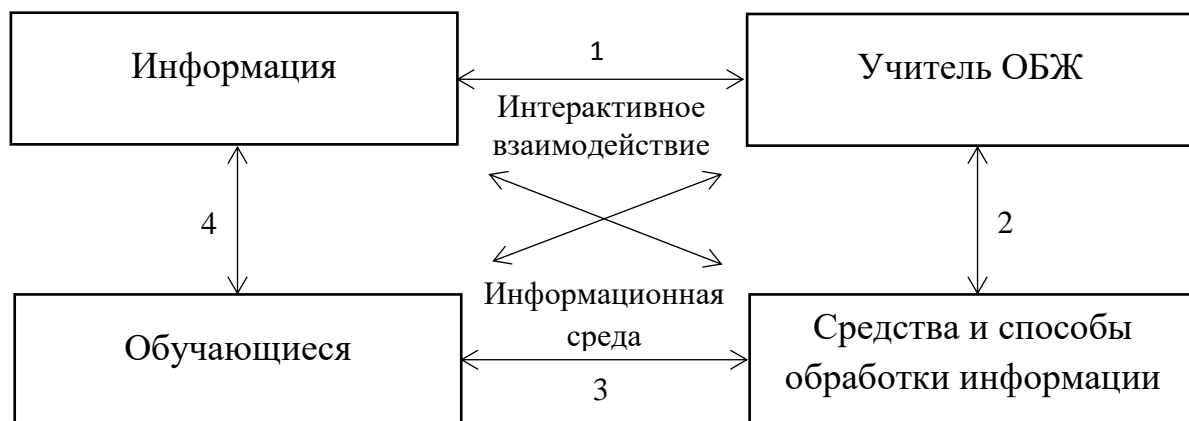 Информация
1
Учитель ОБЖ
Интерактивное
взаимодействие
4
2
Обучающиеся
Информационная
среда
3
Средства и способы
обработки информации